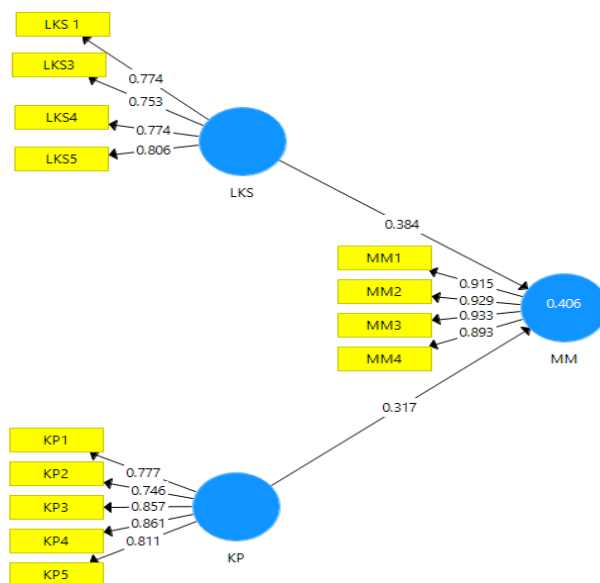 LKS 1
0.774
LKS3
0.753
LKS4
0.774
LKS5
0.806
LKS
0.384
MM1
0.915
MM2
0.929
MM3
0.933
MM4
0.893
0.406
MM
0.317
KP1
0.777
KP2
0.746
KP3
0.857
KP4
0.861
KP5
0.811
KP